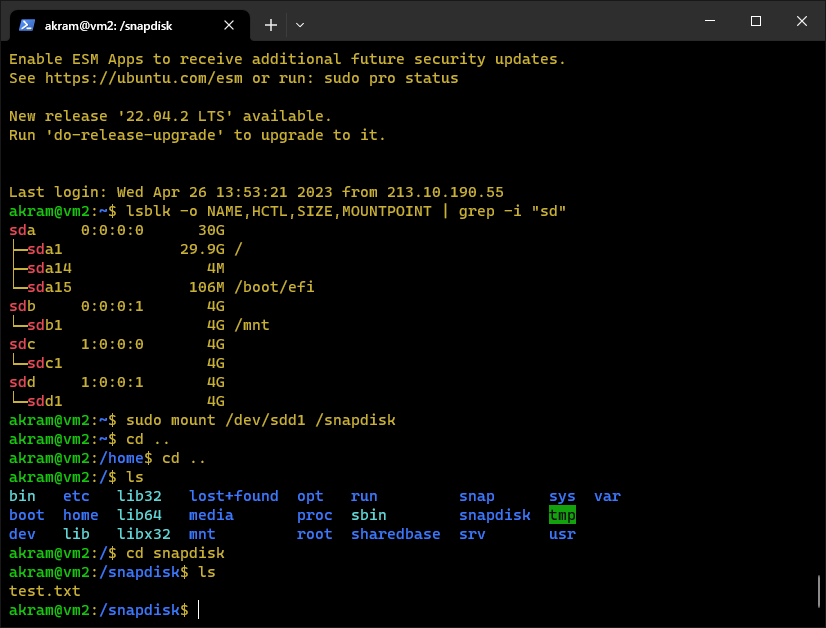 akram@vm2: /snapdisk
Enable ESM Apps to receive additional future security updates.
See https://ubuntu.com/esm or run: sudo pro status
New release '22.04.2 LTS' available.
Run 'do-release-upgrade' to upgrade to it.
Last login: Wed Apr 26 13:53:21 2023 from 213.10.190.55
akram@vm2:~$ lsblk -o NAME,HCTL,SIZE,MOUNTPOINT | grep -i "sd"
sda     0:0:0:0      30G
├─sda1             29.9G /
├─sda14               4M
└─sda15             106M /boot/efi
sdb     0:0:0:1       4G
└─sdb1                4G /mnt
sdc     1:0:0:0       4G
└─sdc1                4G
sdd     1:0:0:1       4G
└─sdd1                4G
akram@vm2:~$ sudo mount /dev/sdd1 /snapdisk
akram@vm2:~$ cd ..
akram@vm2:/home$ cd ..
akram@vm2:/$ ls
bin   etc   lib32   lost+found  opt   run         snap      sys  var
boot  home  lib64   media       proc  sbin        snapdisk  tmp
dev   lib   libx32  mnt         root  sharedbase  srv       usr
akram@vm2:/$ cd snapdisk
akram@vm2:/snapdisk$ ls
test.txt
akram@vm2:/snapdisk$